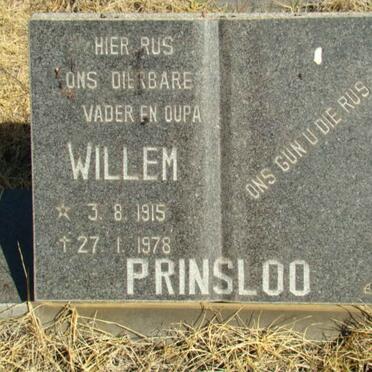 HIER RUS
ONS DIERBARE
VADER EN OUPA
WILLEM
☆ 3. 8. 1915
† 27. 1. 1978
PRINSLOO
ONS GUN U DIE RUS